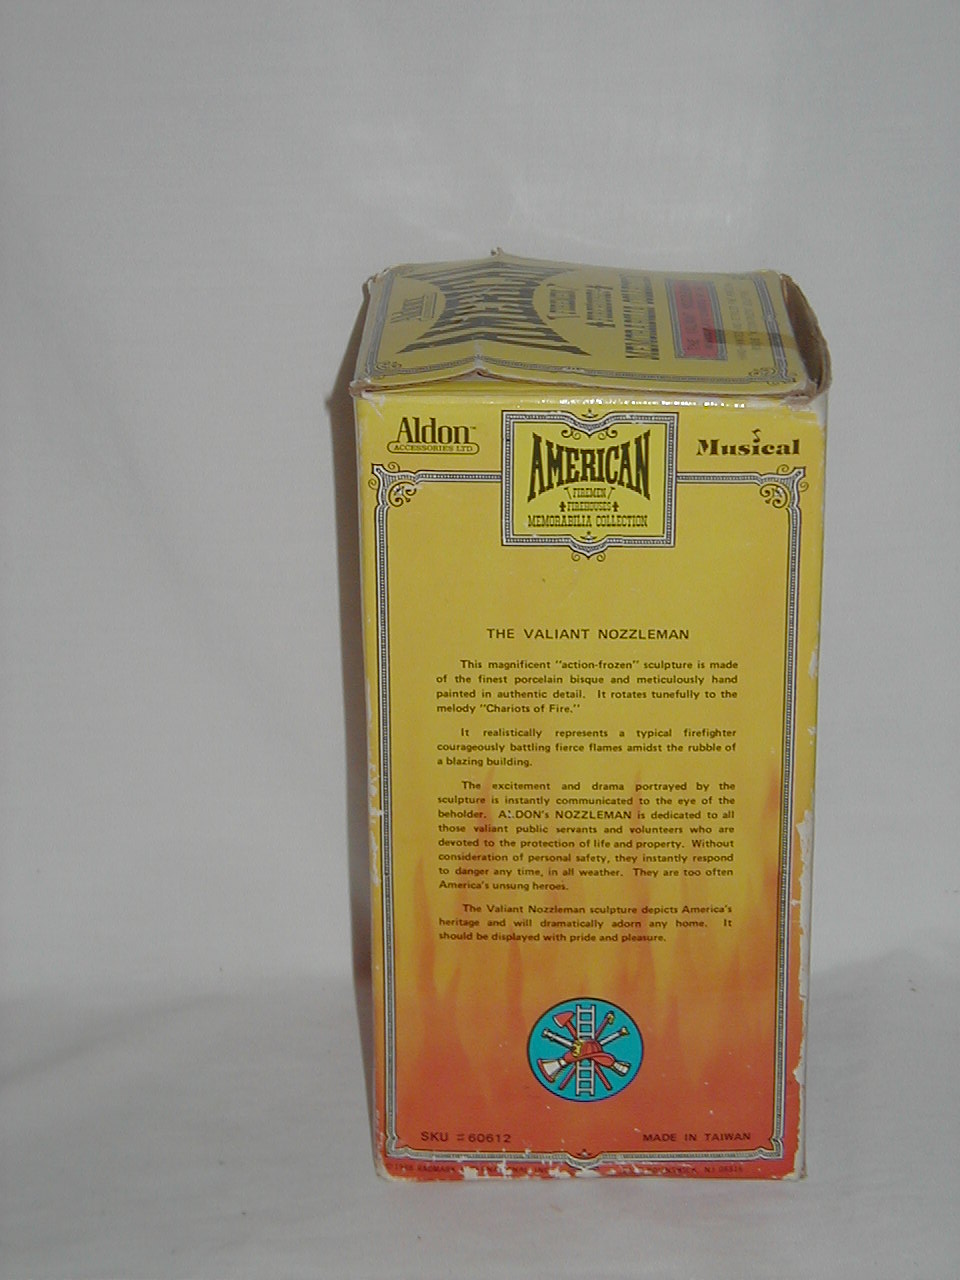 Aldon
AMERICAN
Aldon™
ACCESSORIES LTD
AMERICAN
FIREMEN
FIREHOUSES
MEMORABILIA COLLECTION
Musical
THE VALIANT NOZZLEMAN
This magnificent "action-frozen" sculpture is made
of the finest porcelain bisque and meticulously hand
painted in authentic detail. It rotates tunefully to the
melody "Chariots of Fire."
It realistically represents a typical firefighter
courageously battling fierce flames amidst the rubble of
a blazing building.
The excitement and drama portrayed by the
sculpture is instantly communicated to the eye of the
beholder. ALDON's NOZZLEMAN is dedicated to all
those valiant public servants and volunteers who are
devoted to the protection of life and property. Without
consideration of personal safety, they instantly respond
to danger any time, in all weather. They are too often
America's unsung heroes.
The Valiant Nozzleman sculpture depicts America's
heritage and will dramatically adorn any home. It
should be displayed with pride and pleasure.
SKU #60612
MADE IN TAIWAN